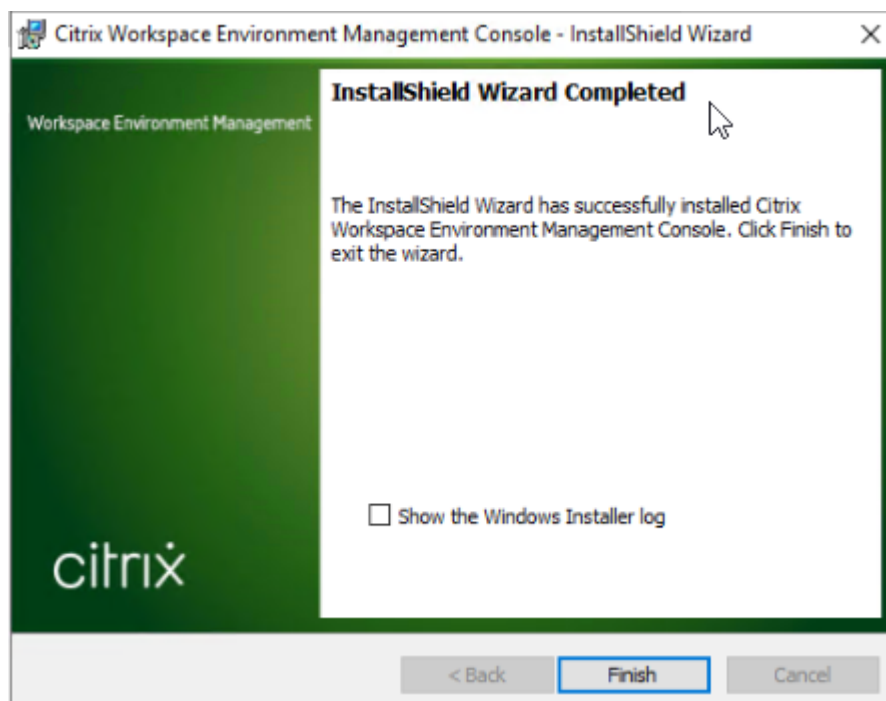 Citrix Workspace Environment Management Console - InstallShield Wizard
Workspace Environment Management
InstallShield Wizard Completed
The InstallShield Wizard has successfully installed Citrix
Workspace Environment Management Console. Click Finish to
exit the wizard.
Show the Windows Installer log
citrix
< Back
Finish
Cancel